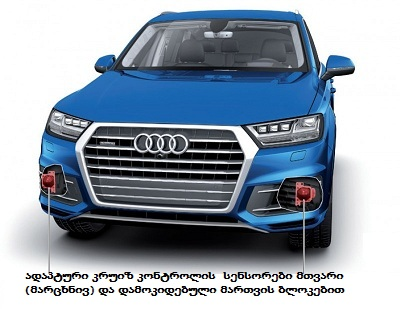 ადაპტური კრუიზ კონტროლის სენსორები მთვარი
(მარცხნივ) და დამოკიდებული მართვის ბლოკებით